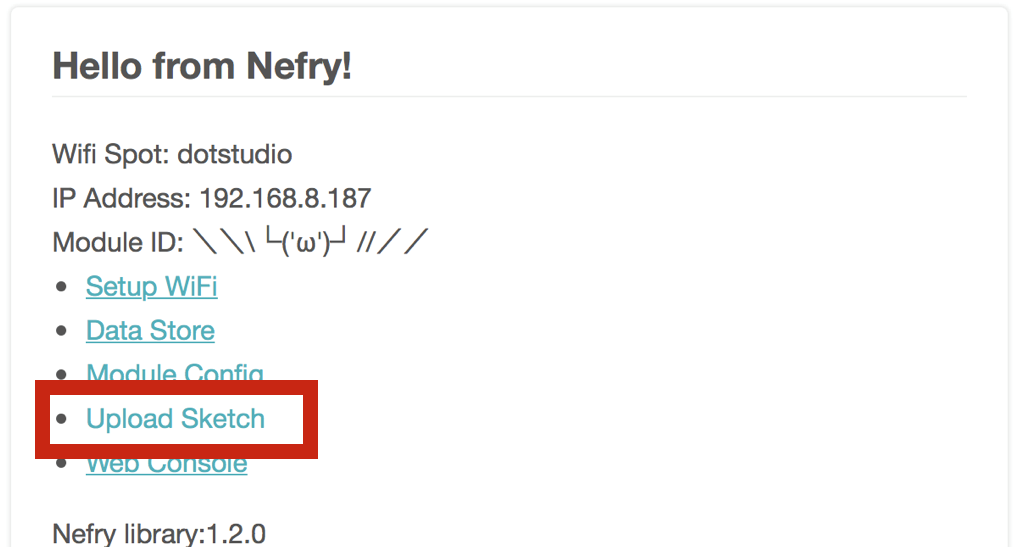 Hello from Nefry!
Wifi Spot: dotstudio
IP Address: 192.168.8.187
Module ID: ＼＼\ └('ω')┘ //／／
Setup WiFi
Data Store
Module Config
Upload Sketch
Web Console
Nefry library:1.2.0